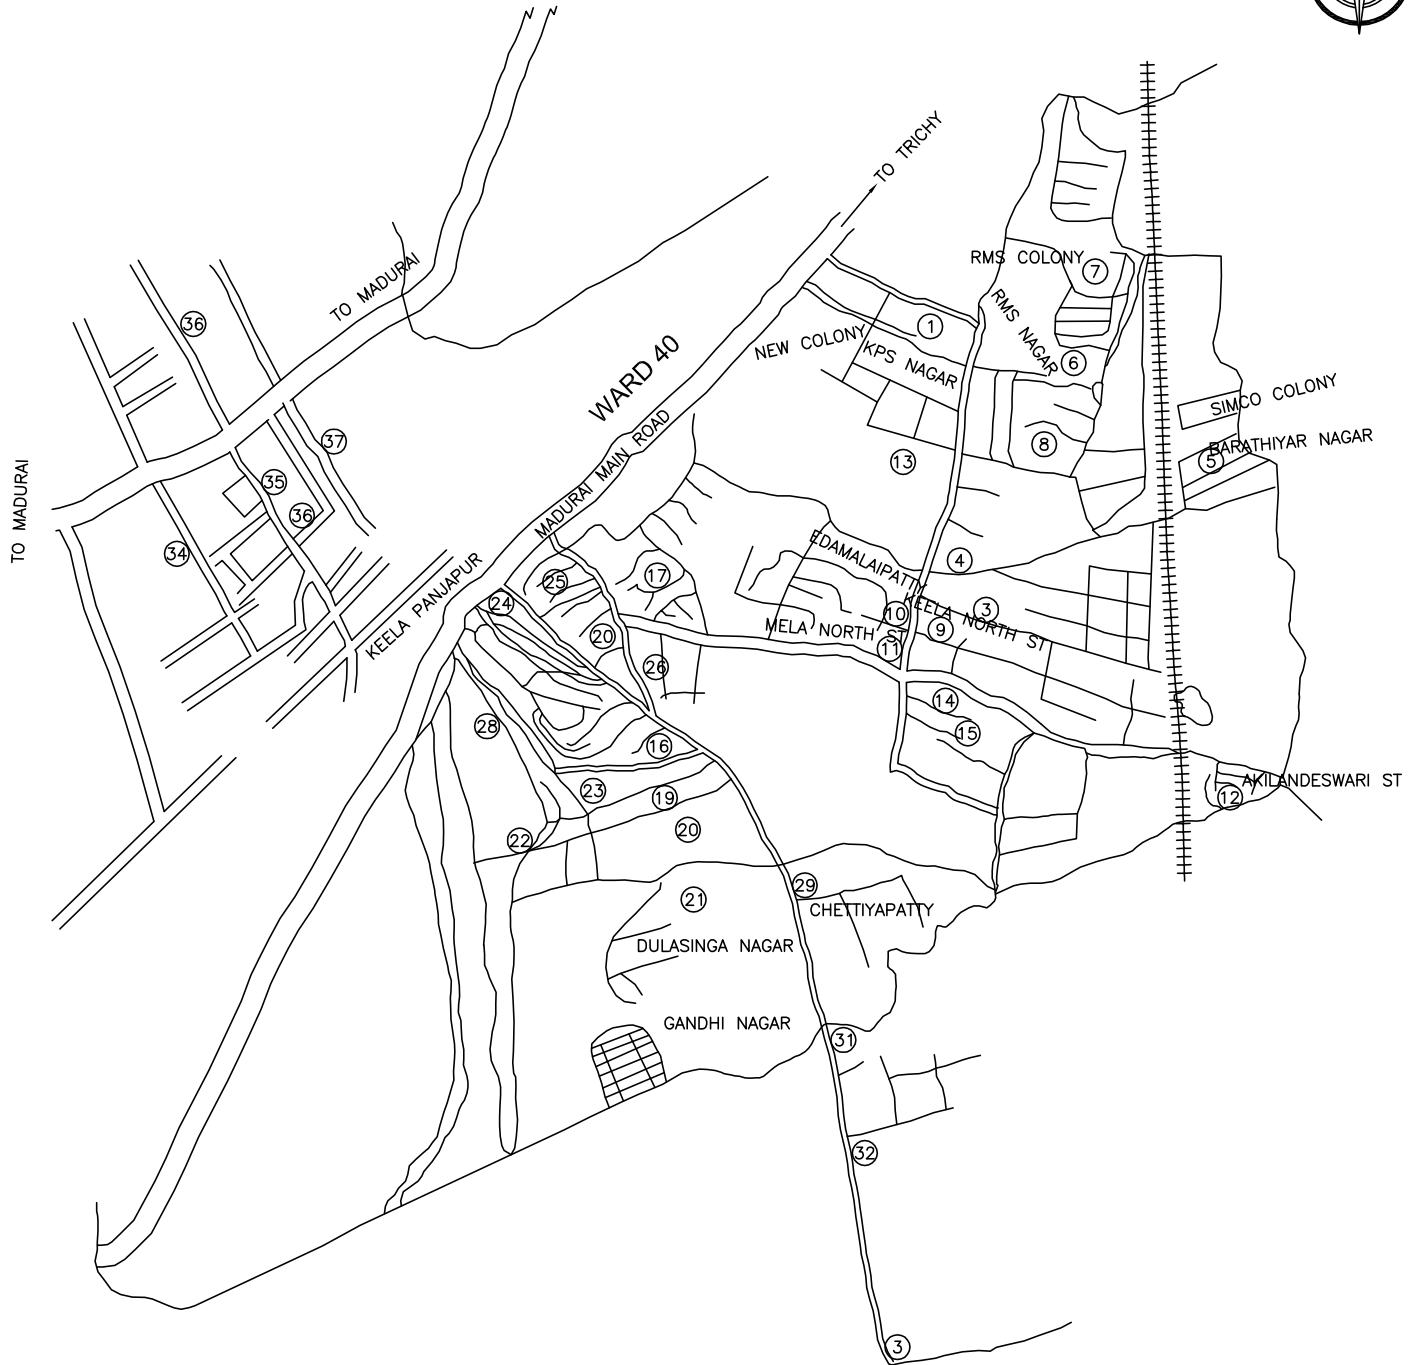 TO TRICHY
RMS COLONY
7
TO MADURAI
36
RMS NAGAR
1
NEW COLONY
KPS NAGAR
6
WARD 40
SIMCO COLONY
BARATHIYAR NAGAR
5
37
8
13
MADURAI MAIN ROAD
35
36
TO MADURAI
34
4
EDAMALAIPATTY
KEELA PANJAPUR
25
17
24
10
3
KEELA NORTH ST
9
MELA NORTH ST
11
20
26
14
28
15
16
AKILANDESWARI ST
12
23
19
22
20
29
21
CHETTIYAPATTY
DULASINGA NAGAR
GANDHI NAGAR
31
32
3